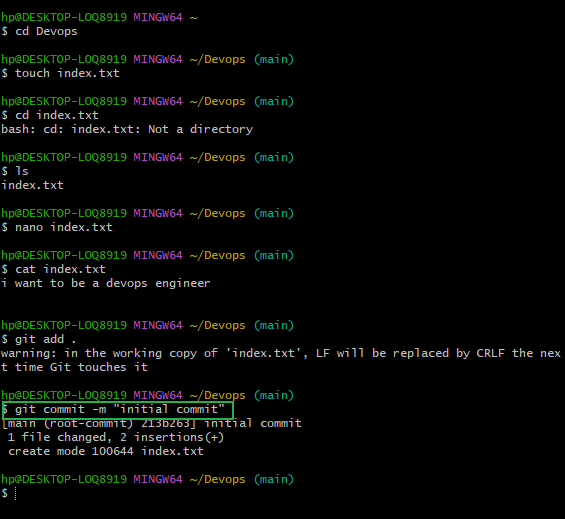 hp@DESKTOP-LOQ8919 MINGW64 ~
$ cd Devops
hp@DESKTOP-LOQ8919 MINGW64 ~/Devops (main)
$ touch index.txt
hp@DESKTOP-LOQ8919 MINGW64 ~/Devops (main)
$ cd index.txt
bash: cd: index.txt: Not a directory
hp@DESKTOP-LOQ8919 MINGW64 ~/Devops (main)
$ ls
index.txt
hp@DESKTOP-LOQ8919 MINGW64 ~/Devops (main)
$ nano index.txt
hp@DESKTOP-LOQ8919 MINGW64 ~/Devops (main)
$ cat index.txt
i want to be a devops engineer
hp@DESKTOP-LOQ8919 MINGW64 ~/Devops (main)
$ git add .
warning: in the working copy of 'index.txt', LF will be replaced by CRLF the nex
t time Git touches it
hp@DESKTOP-LOQ8919 MINGW64 ~/Devops (main)
$ git commit -m "initial commit"
[main (root-commit) 213b263] initial commit
 1 file changed, 2 insertions(+)
 create mode 100644 index.txt
hp@DESKTOP-LOQ8919 MINGW64 ~/Devops (main)
$